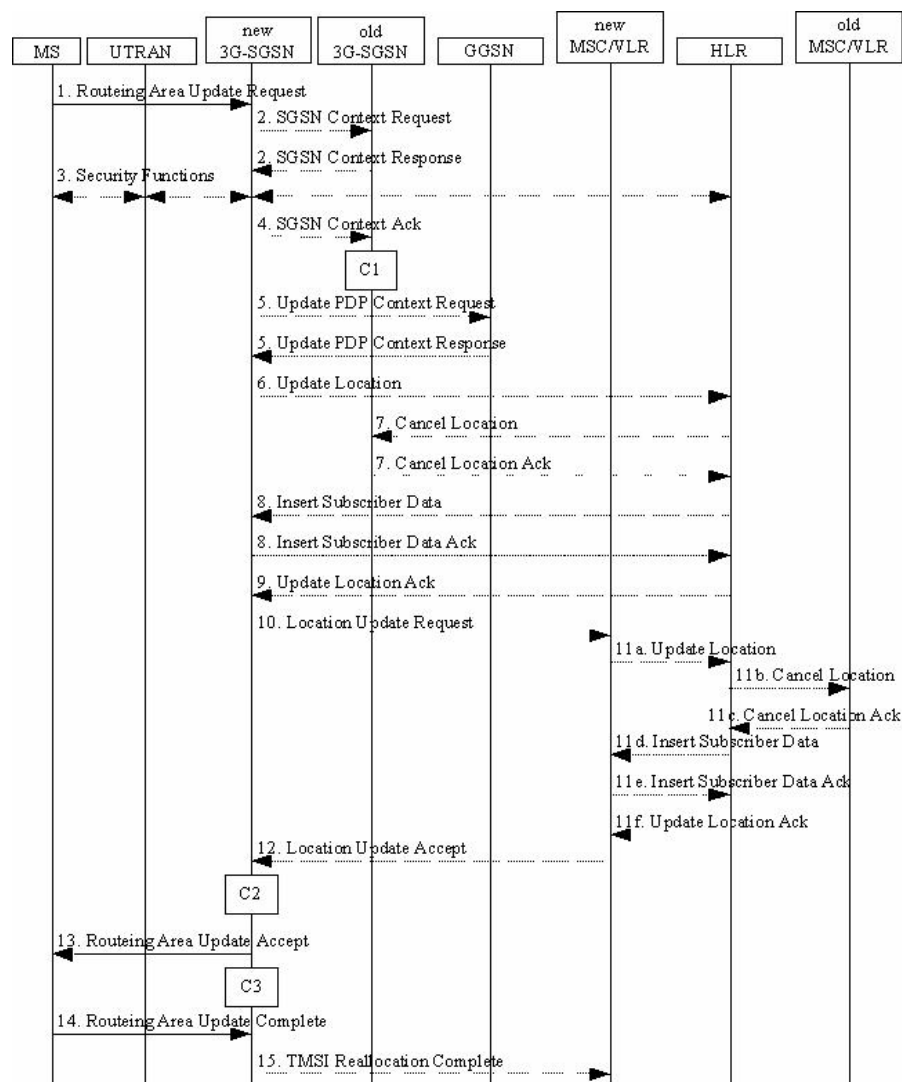 MS
UTRAN
new
3G-SGSN
old
3G-SGSN
GGSN
new
MSC/VLR
HLR
old
MSC/VLR
1. Routeing Area Update Request
2. SGSN Context Request
2. SGSN Context Response
3. Security Functions
4. SGSN Context Ack
C1
5. Update PDP Context Request
5. Update PDP Context Response
6. Update Location
7. Cancel Location
7. Cancel Location Ack
8. Insert Subscriber Data
8. Insert Subscriber Data Ack
9. Update Location Ack
10. Location Update Request
11a. Update Location
11b. Cancel Location
11c. Cancel Location Ack
11d. Insert Subscriber Data
11e. Insert Subscriber Data Ack
11f. Update Location Ack
12. Location Update Accept
C2
13. Routeing Area Update Accept
C3
14. Routeing Area Update Complete
15. TMSI Reallocation Complete